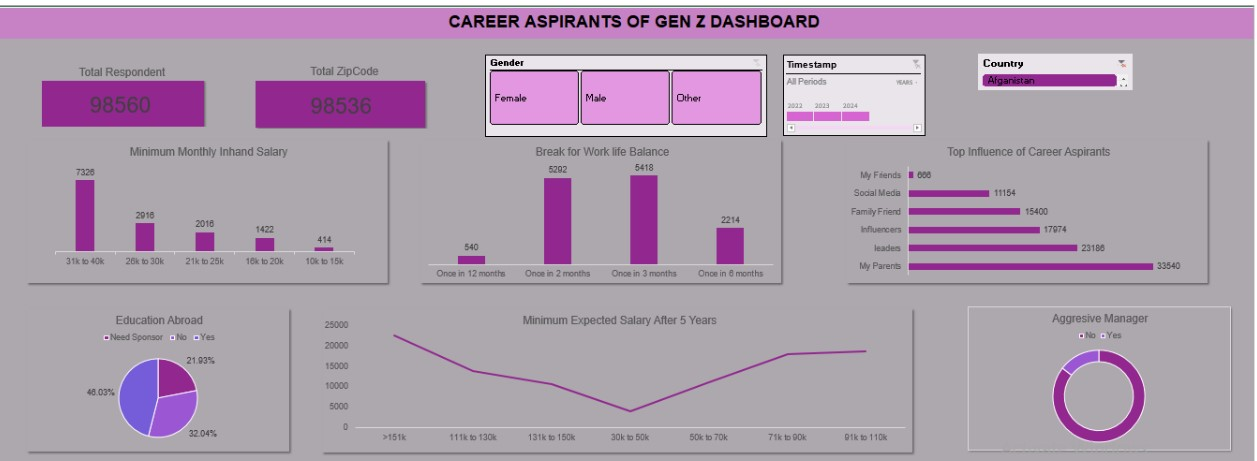 CAREER ASPIRANTS OF GEN Z DASHBOARD
Total Respondent
98560
Total ZipCode
98536
Gender
Female
Male
Other
Timestamp
All Periods
YEARS
2022 2023 2024
Country
Afganistan
Minimum Monthly Inhand Salary
7326
2916
2016
1422
414
31k to 40k
26k to 30k
21k to 25k
16k to 20k
10k to 15k
Break for Work life Balance
540
5292
5418
2214
Once in 12 months
Once in 2 months
Once in 3 months
Once in 6 months
Top Influence of Career Aspirants
My Friends 666
Social Media 11154
Family Friend 15400
Influencers 17974
leaders 23186
My Parents 33540
Education Abroad
Need Sponsor No Yes
21.93%
46.03%
32.04%
Minimum Expected Salary After 5 Years
25000
20000
15000
10000
5000
0
>151k
111k to 130k
131k to 150k
30k to 50k
50k to 70k
71k to 90k
91k to 110k
Aggresive Manager
No Yes